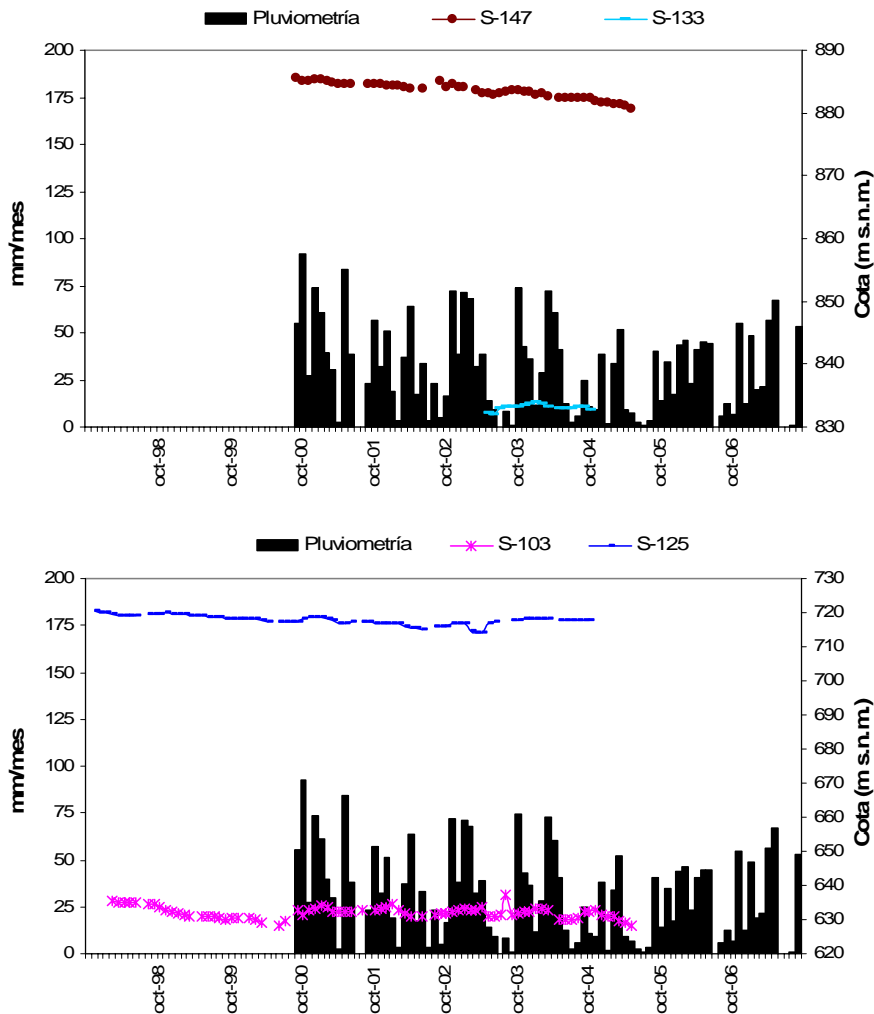 Pluviometría S-147 S-133
200
175
150
125
100
75
50
25
0
mm/mes
890
880
870
860
850
840
830
Cota (m s.n.m.)
oct-98
oct-99
oct-00
oct-01
oct-02
oct-03
oct-04
oct-05
oct-06
Pluviometría S-103 S-125
200
175
150
125
100
75
50
25
0
mm/mes
730
720
710
700
690
680
670
660
650
640
630
620
Cota (m s.n.m.)
oct-98
oct-99
oct-00
oct-01
oct-02
oct-03
oct-04
oct-05
oct-06